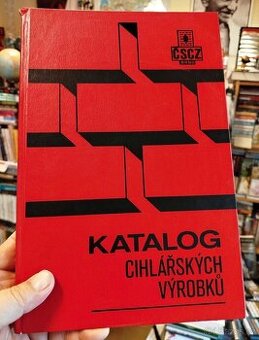 ČSCZ
KATALOG
CIHLÁŘSKÝCH
VÝROBKŮ